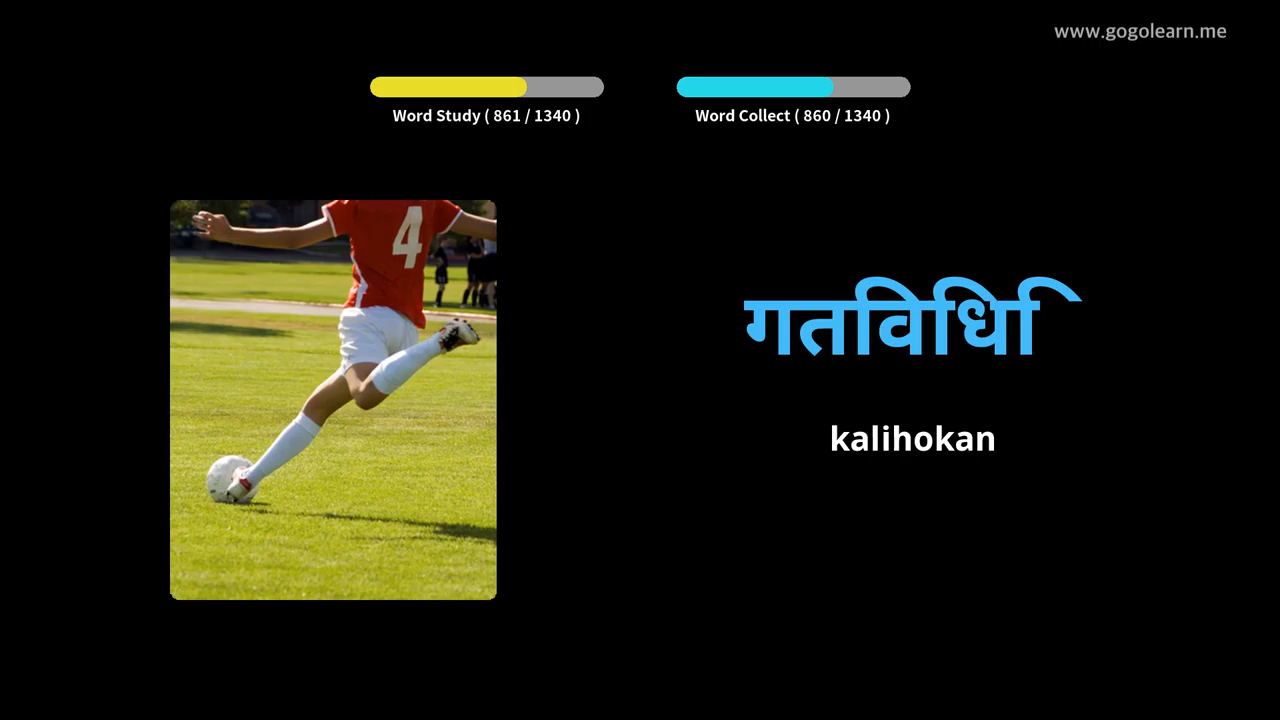 www.gogolearn.me
Word Study ( 861 / 1340 )
Word Collect ( 860 / 1340 )
4
गतिविधि
kalihokan